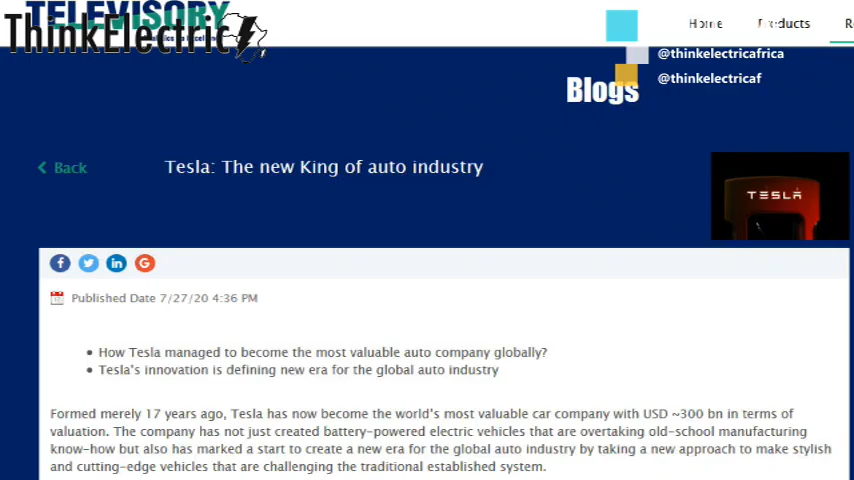 TELEVISORY
ThinkElectric
Home
Products
@thinkelectricafrica
@thinkelectricaf
Blogs
Back
Tesla: The new King of auto industry
TESLA
Published Date 7/27/20 4:36 PM
• How Tesla managed to become the most valuable auto company globally?
• Tesla's innovation is defining new era for the global auto industry
Formed merely 17 years ago, Tesla has now become the world's most valuable car company with USD ~300 bn in terms of
valuation. The company has not just created battery-powered electric vehicles that are overtaking old-school manufacturing
know-how but also has marked a start to create a new era for the global auto industry by taking a new approach to make stylish
and cutting-edge vehicles that are challenging the traditional established system.